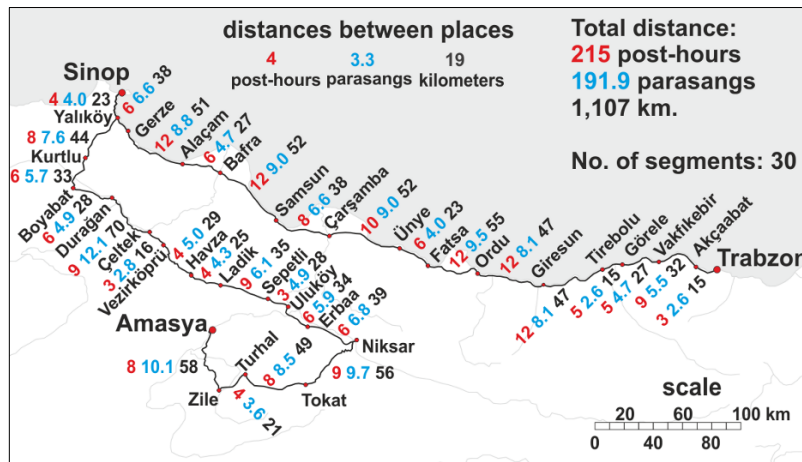 distances between places
4 3.3 19
post-hours parasangs kilometers
Total distance:
215 post-hours
191.9 parasangs
1,107 km.
No. of segments: 30
Sinop
4 4.0 23
6 6.6 38
Yalıköy
Gerze
12 8.8 51
Alaçam
6 4.7 27
Bafra
12 9.0 52
Samsun
8 6.6 38
Çarşamba
10 9.0 52
Ünye
6 4.0 23
Fatsa
12 9.5 55
Ordu
12 8.1 47
Giresun
12 8.1 47
Tirebolu
5 2.6 15
Görele
5 4.7 27
Vakfıkebir
9 5.5 32
Akçaabat
3 2.6 15
Trabzon
8 7.6 44
Kurtlu
6 5.7 33
Boyabat
6 4.9 28
Durağan
9 12.1 70
Çeltek
3 2.8 16
Vezirköprü
4 5.0 29
Havza
4 4.3 25
Ladik
9 6.1 35
Sepetli
3 4.9 28
Uluköy
6 5.9 34
Erbaa
6 6.8 39
Niksar
9 9.7 56
Tokat
8 8.5 49
Turhal
4 3.6 21
Zile
8 10.1 58
Amasya
scale
20 60 100 km
0 40 80